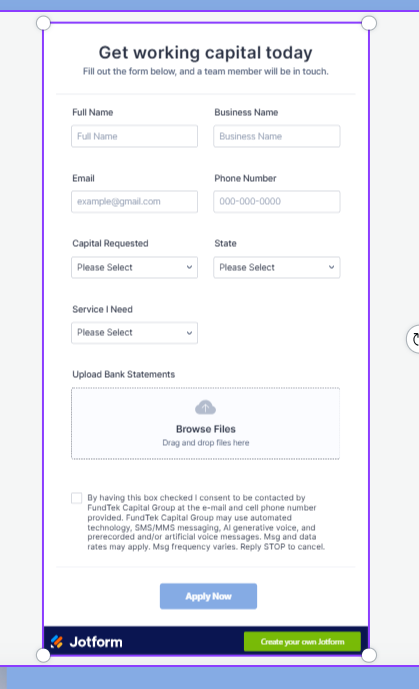 Get working capital today
Fill out the form below, and a team member will be in touch.
Full Name
Business Name
Full Name
Business Name
Email
Phone Number
example@gmail.com
000-000-0000
Capital Requested
State
Please Select
Please Select
Service I Need
Please Select
Upload Bank Statements
Browse Files
Drag and drop files here
By having this box checked I consent to be contacted by
FundTek Capital Group at the e-mail and cell phone number
provided. FundTek Capital Group may use automated
technology, SMS/MMS messaging, AI generative voice, and
prerecorded and/or artificial voice messages. Msg and data
rates may apply. Msg frequency varies. Reply STOP to cancel.
Apply Now
Jotform
Create your own Jotform